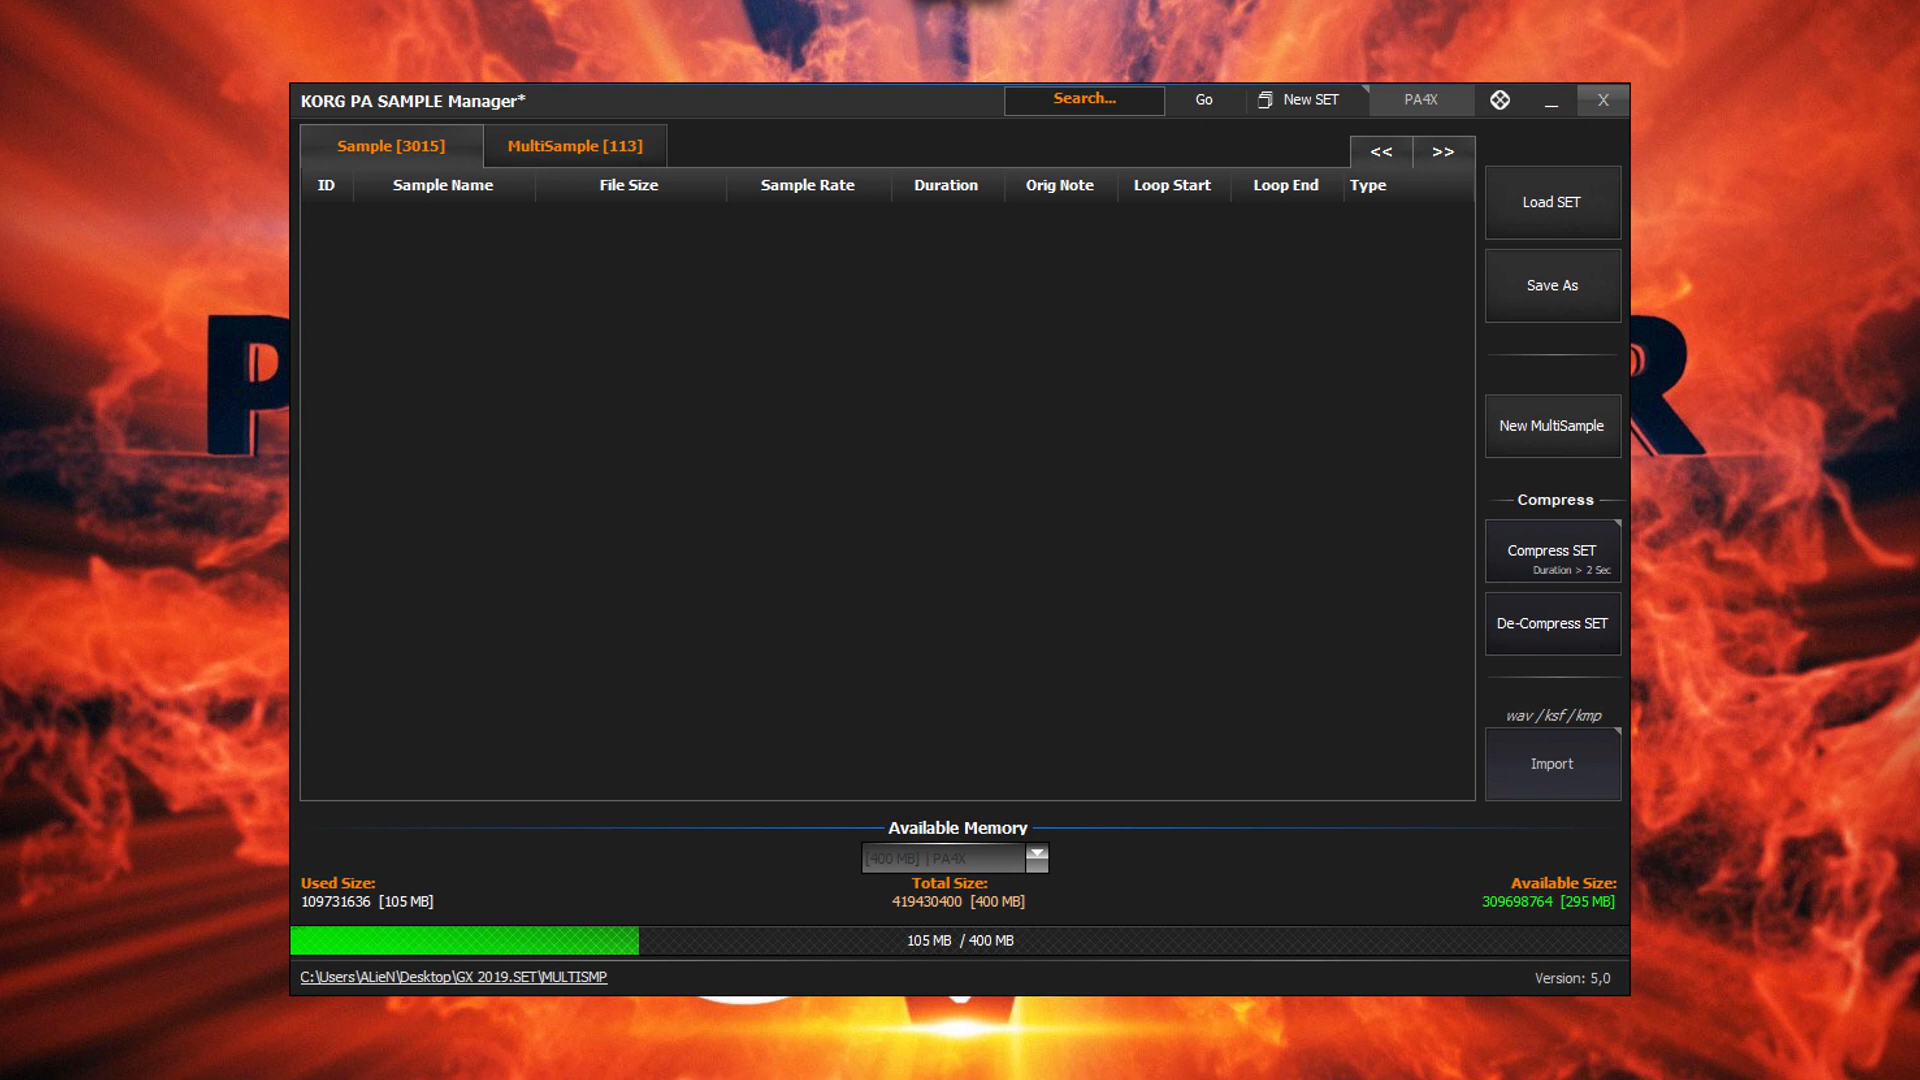 KORG PA SAMPLE Manager*
Search...
Go
New SET
PA4X
X
Sample [3015]
MultiSample [113]
<<
>>
ID
Sample Name
File Size
Sample Rate
Duration
Orig Note
Loop Start
Loop End
Type
Load SET
Save As
P
R
New MultiSample
Compress
Compress SET
Duration > 2 Sec
De-Compress SET
wav / ksf / kmp
Import
Available Memory
[400 MB] | PA4X
Used Size:
109731636 [105 MB]
Total Size:
419430400 [400 MB]
Available Size:
309698764 [295 MB]
105 MB / 400 MB
C:\Users\ALieN\Desktop\GX 2019.SET\MULTISMP
Version: 5,0